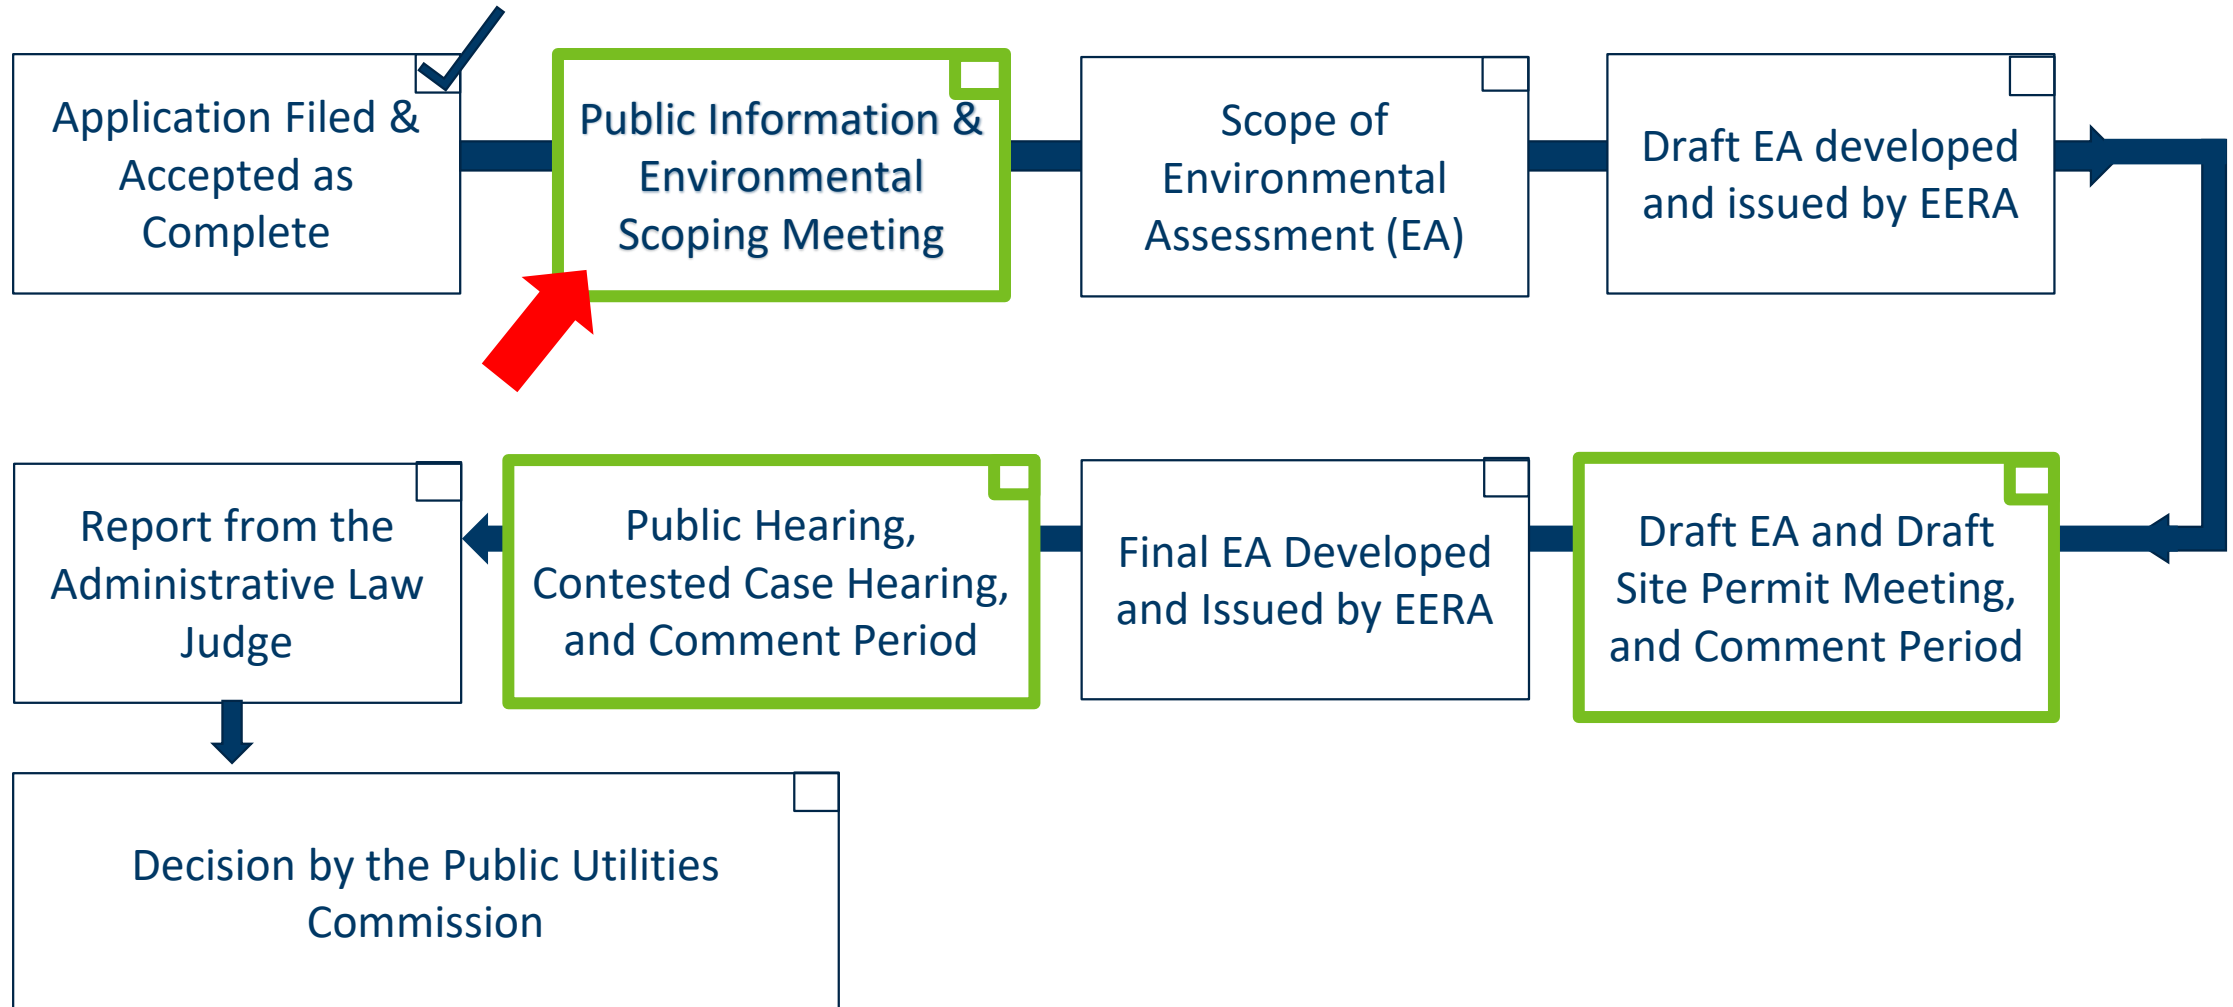 Application Filed &
Accepted as
Complete
Public Information &
Environmental
Scoping Meeting
Scope of
Environmental
Assessment (EA)
Draft EA developed
and issued by EERA
Draft EA and Draft
Site Permit Meeting,
and Comment Period
Final EA Developed
and Issued by EERA
Public Hearing,
Contested Case Hearing,
and Comment Period
Report from the
Administrative Law
Judge
Decision by the Public Utilities
Commission